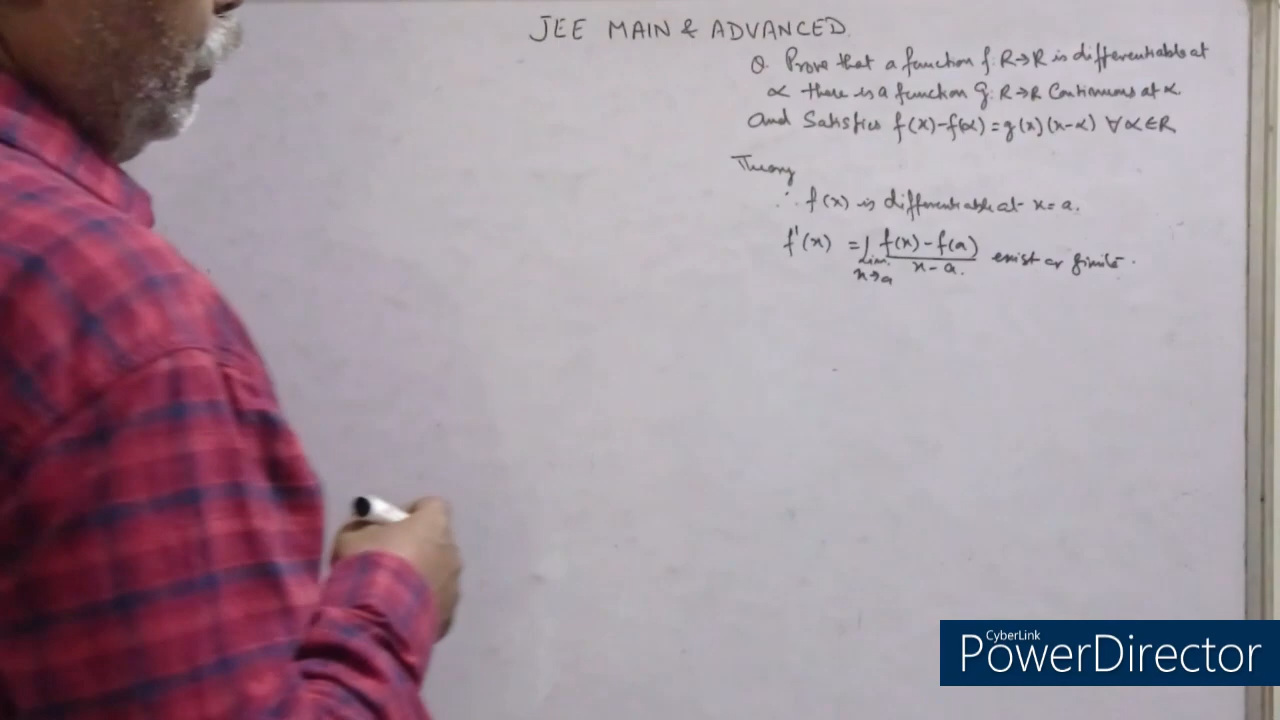 JEE MAIN & ADVANCED.
Q. Prove that a function f: R→R is differentiable at
α there is a function g: R→R Continuous at α.
and Satisfies f(x)-f(α)=g(x)(x-α) ∀ α∈R
Theory
∴ f(x) is differentiable at x=a.
f'(x) = lim f(x)-f(a)
x→a x-a. exist or finite.
CyberLink
PowerDirector